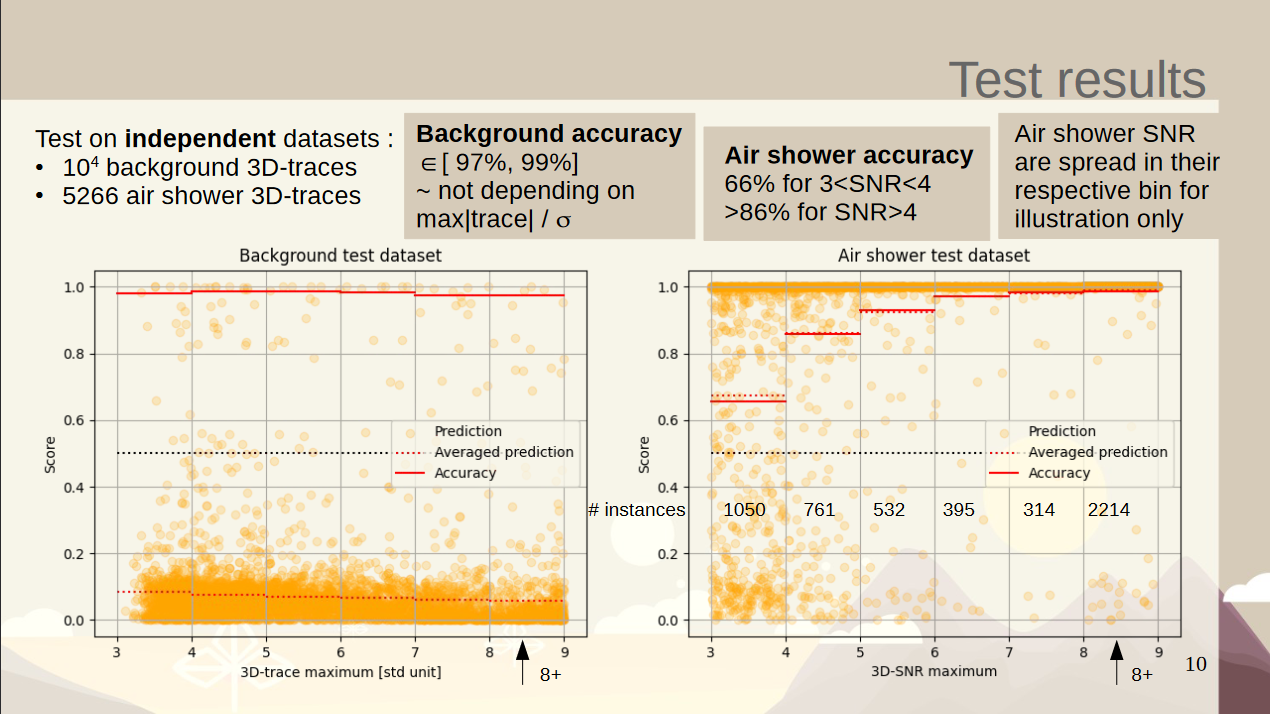 Test results
Test on independent datasets :
• 10⁴ background 3D-traces
• 5266 air shower 3D-traces
Background accuracy
∈[ 97%, 99%]
~ not depending on
max|trace| / σ
Air shower accuracy
66% for 3<SNR<4
>86% for SNR>4
Air shower SNR
are spread in their
respective bin for
illustration only
Background test dataset
1.0
0.8
0.6
0.4
0.2
0.0
Score
Prediction
Averaged prediction
Accuracy
3 4 5 6 7 8 9
3D-trace maximum [std unit]
8+
Air shower test dataset
1.0
0.8
0.6
0.4
0.2
0.0
Score
Prediction
Averaged prediction
Accuracy
# instances 1050 761 532 395 314 2214
3 4 5 6 7 8 9
3D-SNR maximum
8+
10